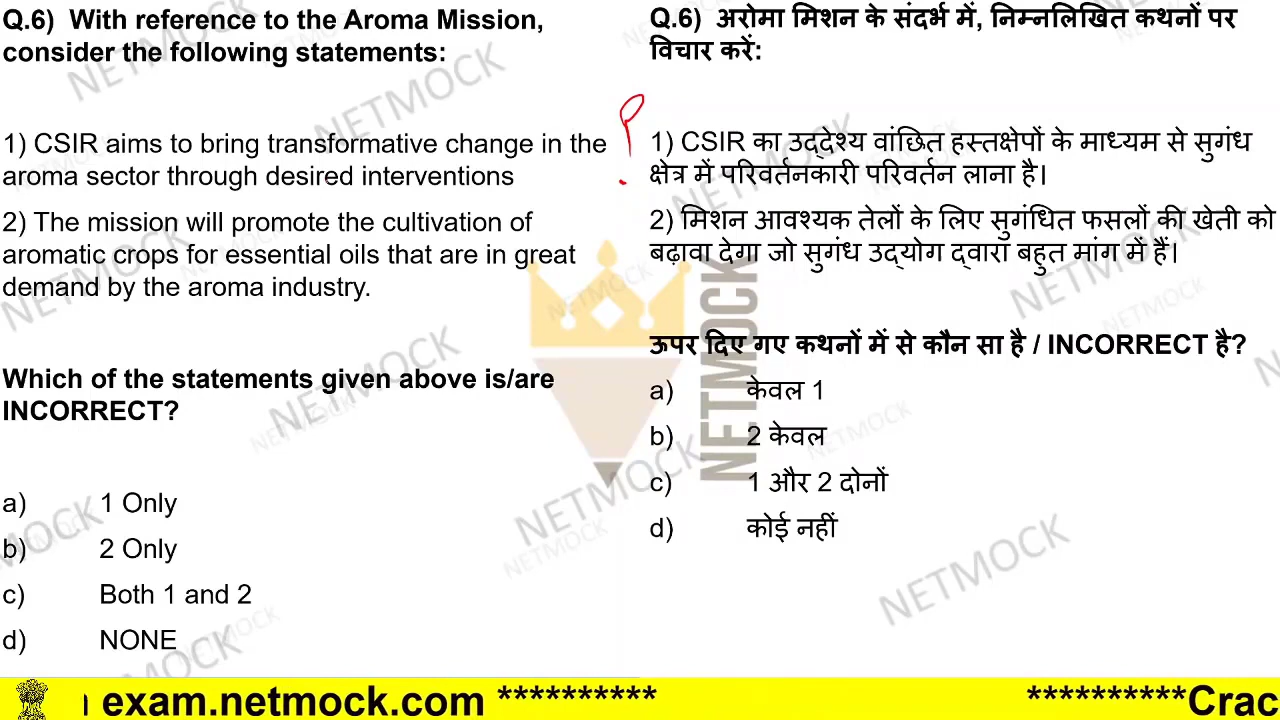 Q.6) With reference to the Aroma Mission,
consider the following statements:
1) CSIR aims to bring transformative change in the
aroma sector through desired interventions
2) The mission will promote the cultivation of
aromatic crops for essential oils that are in great
demand by the aroma industry.
Which of the statements given above is/are
INCORRECT?
a) 1 Only
b) 2 Only
c) Both 1 and 2
d) NONE
Q.6) अरोमा मिशन के संदर्भ में, निम्नलिखित कथनों पर
विचार करें:
1) CSIR का उद्देश्य वांछित हस्तक्षेपों के माध्यम से सुगंध
क्षेत्र में परिवर्तनकारी परिवर्तन लाना है।
2) मिशन आवश्यक तेलों के लिए सुगंधित फसलों की खेती को
बढ़ावा देगा जो सुगंध उद्योग द्वारा बहुत मांग में हैं।
ऊपर दिए गए कथनों में से कौन सा है / INCORRECT है?
a) केवल 1
b) 2 केवल
c) 1 और 2 दोनों
d) कोई नहीं
NETMOCK
exam.netmock.com ********** **********Crac